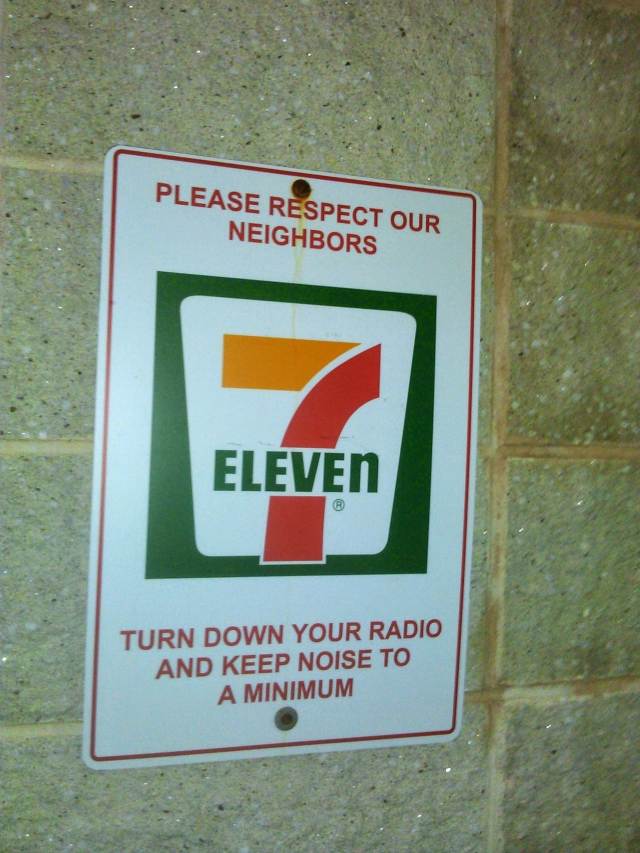 PLEASE RESPECT OUR
NEIGHBORS
7
ELEVEn
®
TURN DOWN YOUR RADIO
AND KEEP NOISE TO
A MINIMUM